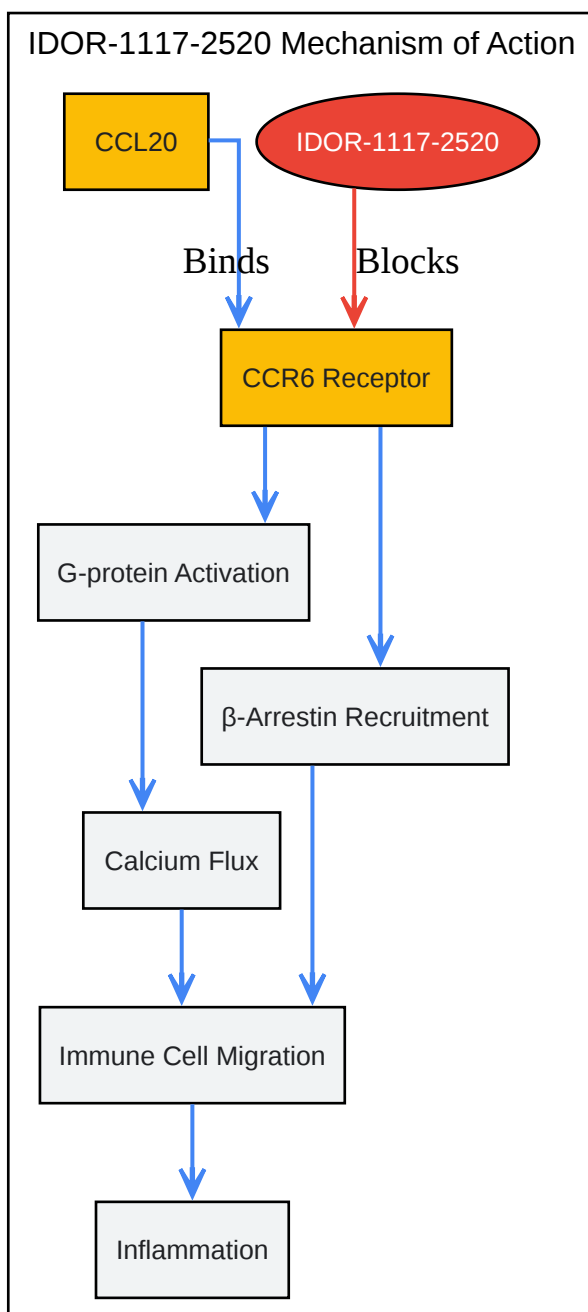 IDOR-1117-2520 Mechanism of Action
CCL20
IDOR-1117-2520
Binds
Blocks
CCR6 Receptor
G-protein Activation
β-Arrestin Recruitment
Calcium Flux
Immune Cell Migration
Inflammation